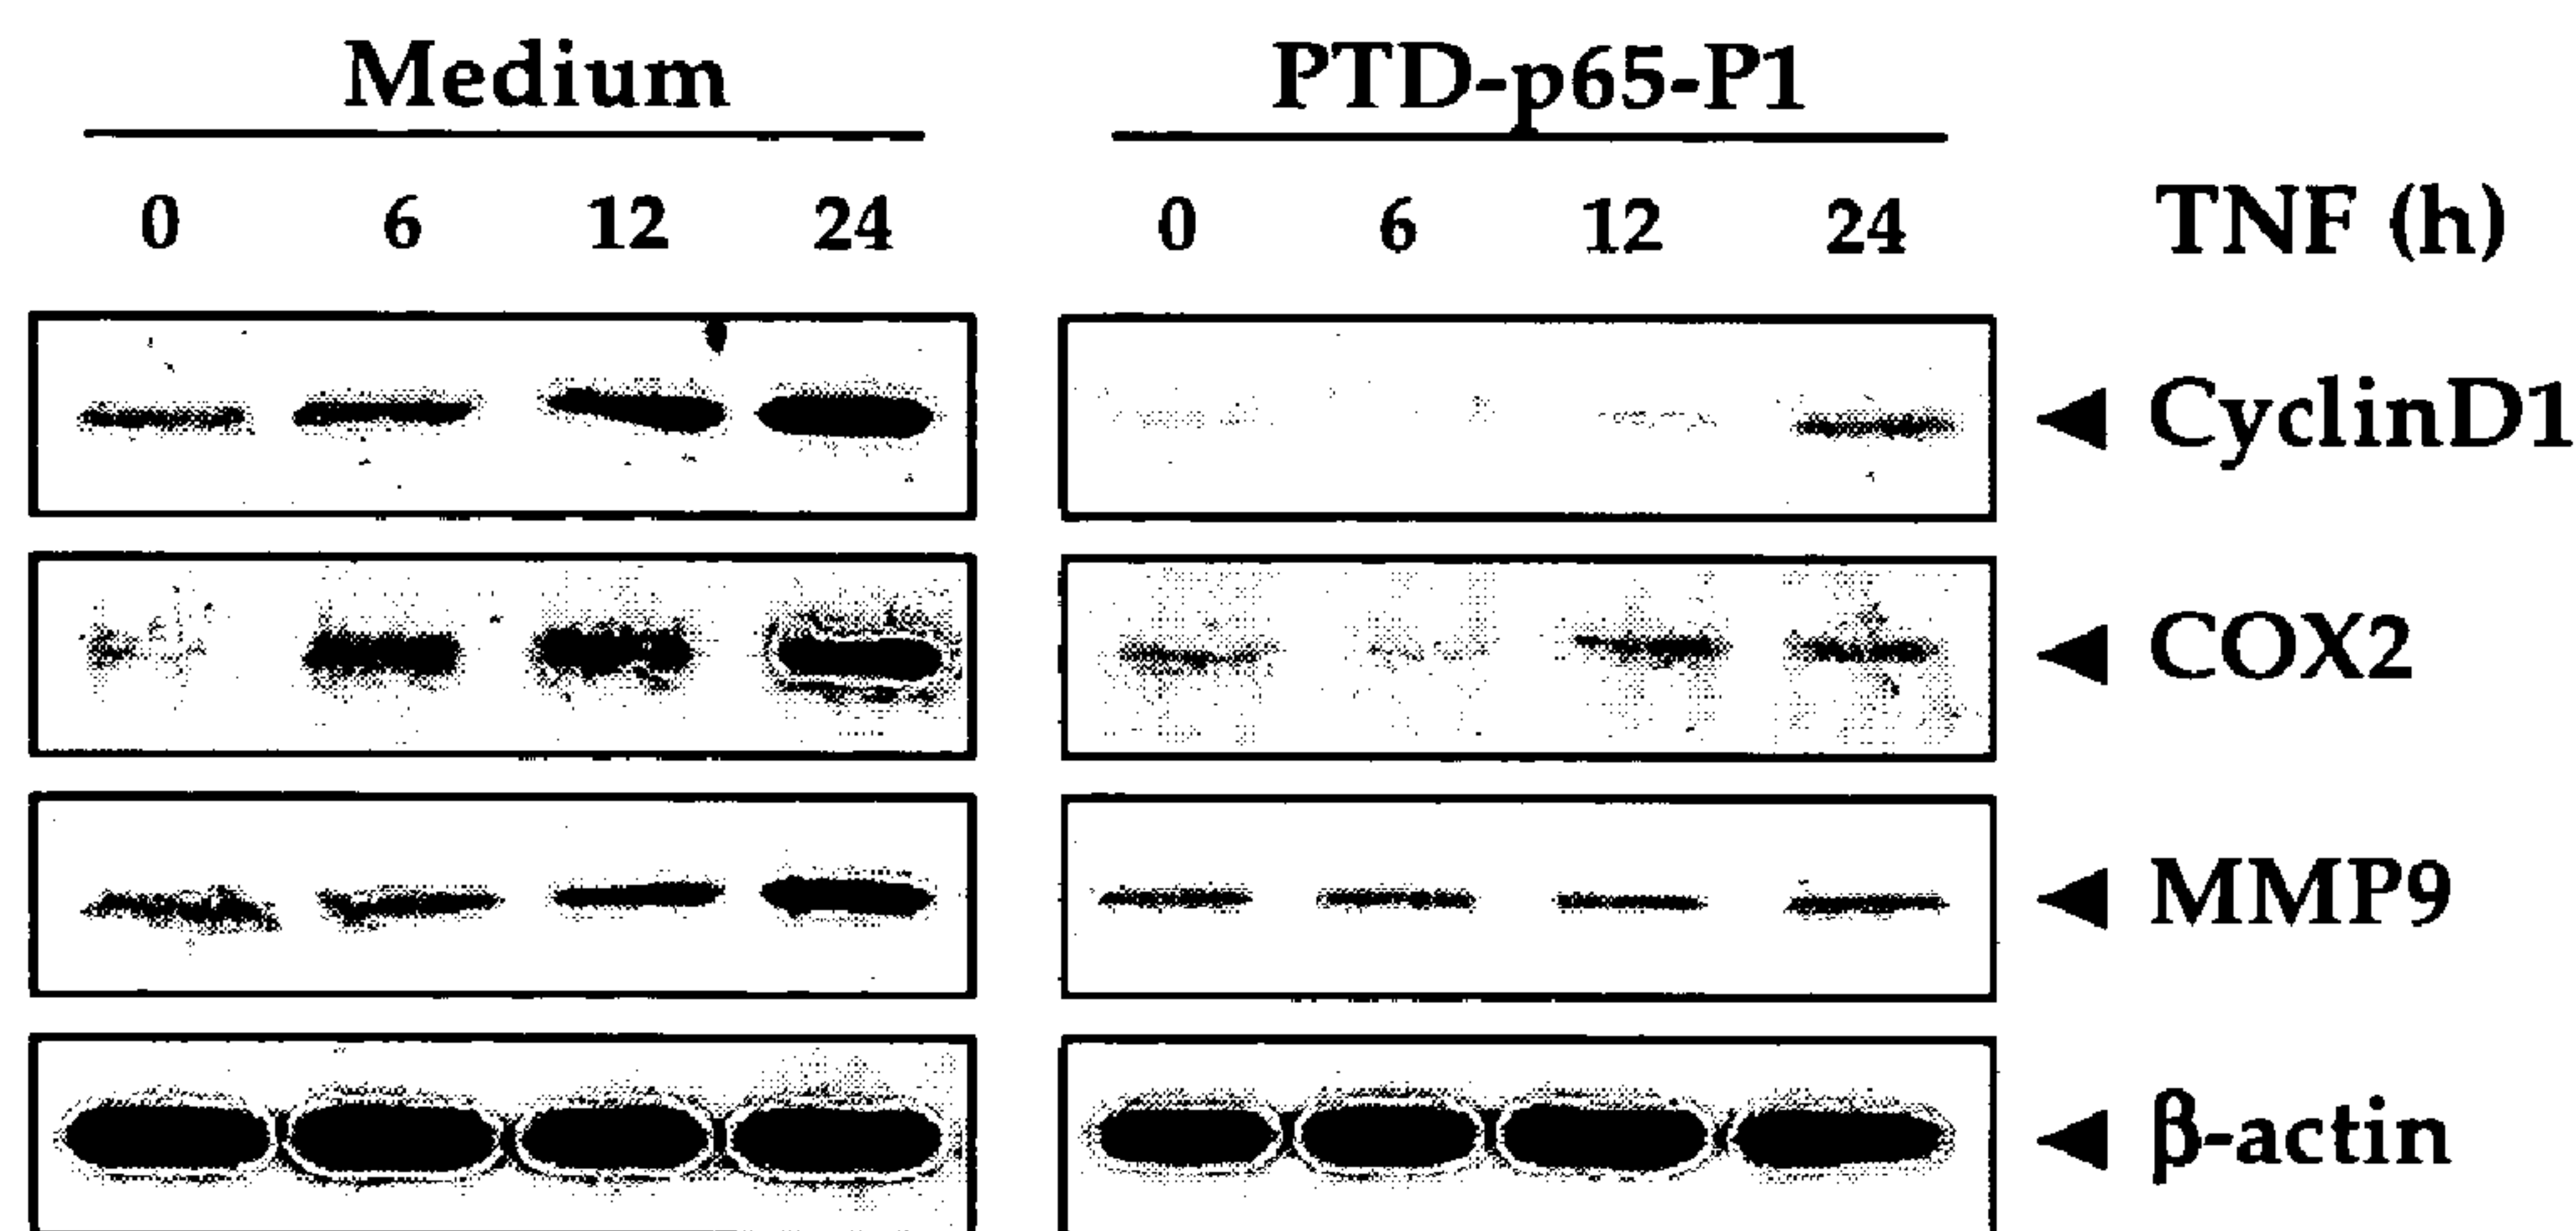 Medium PTD-p65-P1
0 6 12 24 0 6 12 24 TNF (h)
CyclinD1
COX2
MMP9
β-actin